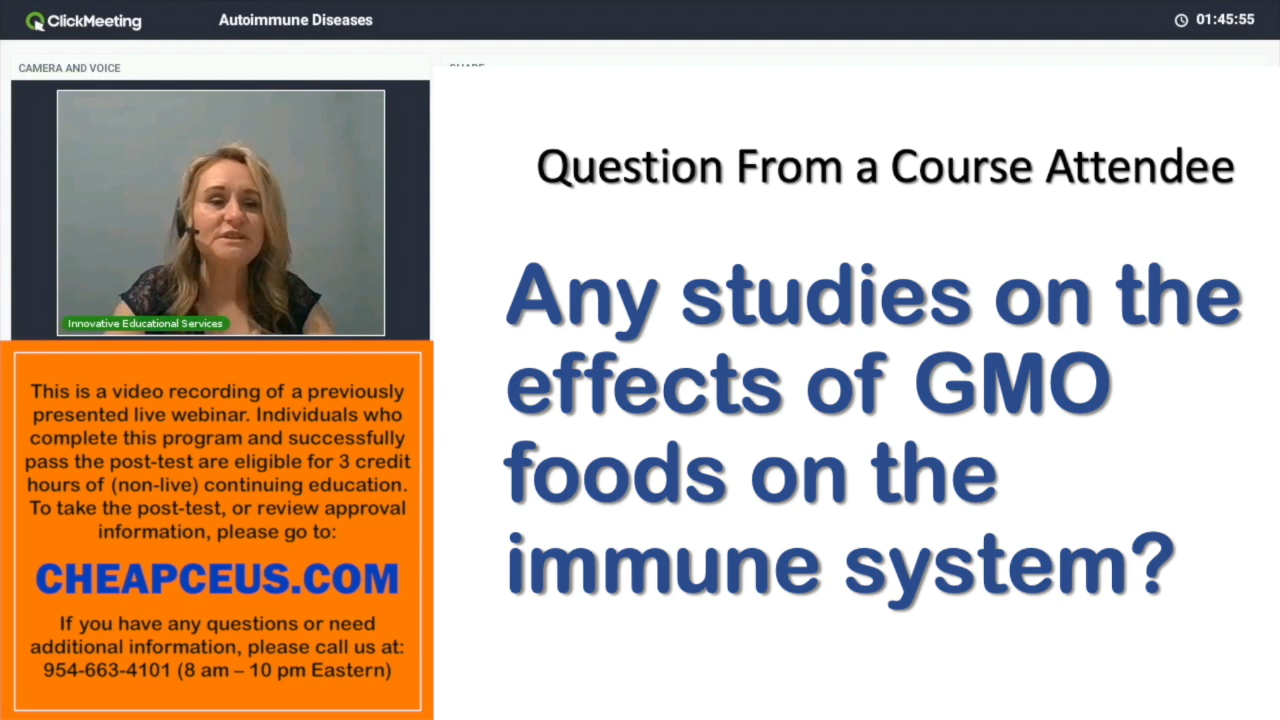 ClickMeeting
Autoimmune Diseases
01:45:55
CAMERA AND VOICE
SHARE
Innovative Educational Services
This is a video recording of a previously
presented live webinar. Individuals who
complete this program and successfully
pass the post-test are eligible for 3 credit
hours of (non-live) continuing education.
To take the post-test, or review approval
information, please go to:
CHEAPCEUS.COM
If you have any questions or need
additional information, please call us at:
954-663-4101 (8 am – 10 pm Eastern)
Question From a Course Attendee
Any studies on the
effects of GMO
foods on the
immune system?